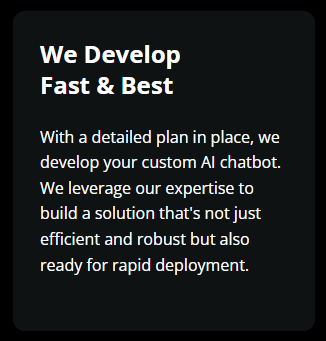 We Develop
Fast & Best
With a detailed plan in place, we
develop your custom AI chatbot.
We leverage our expertise to
build a solution that's not just
efficient and robust but also
ready for rapid deployment.